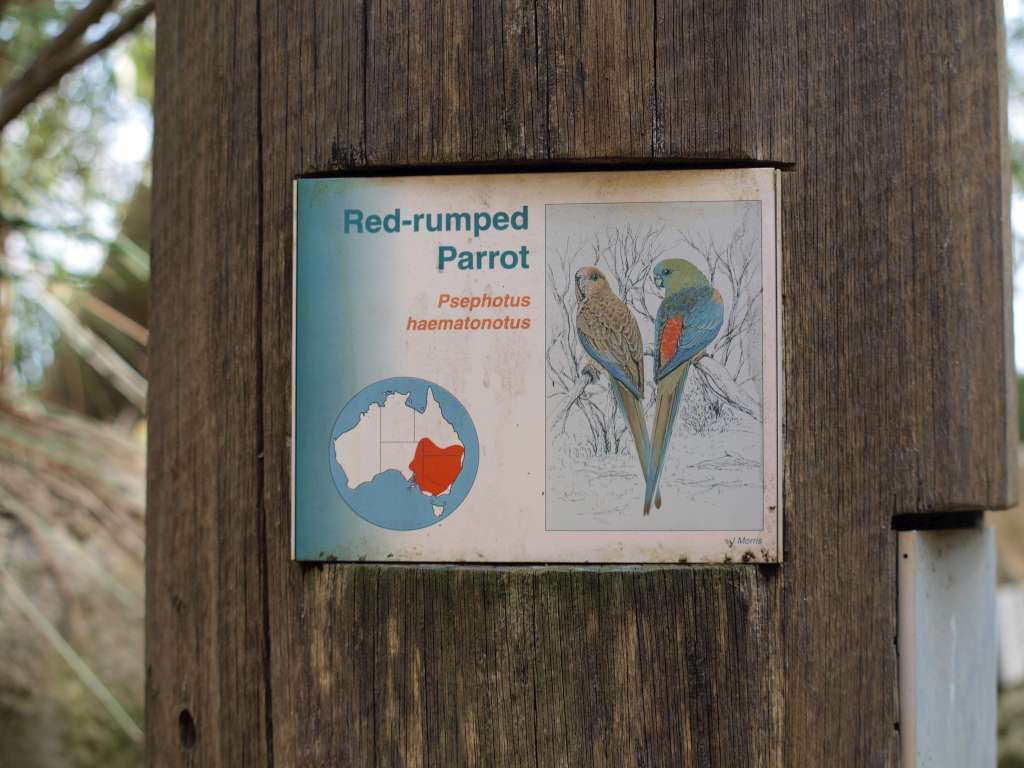 Red-rumped
Parrot
Psephotus
haematonotus
J Morris